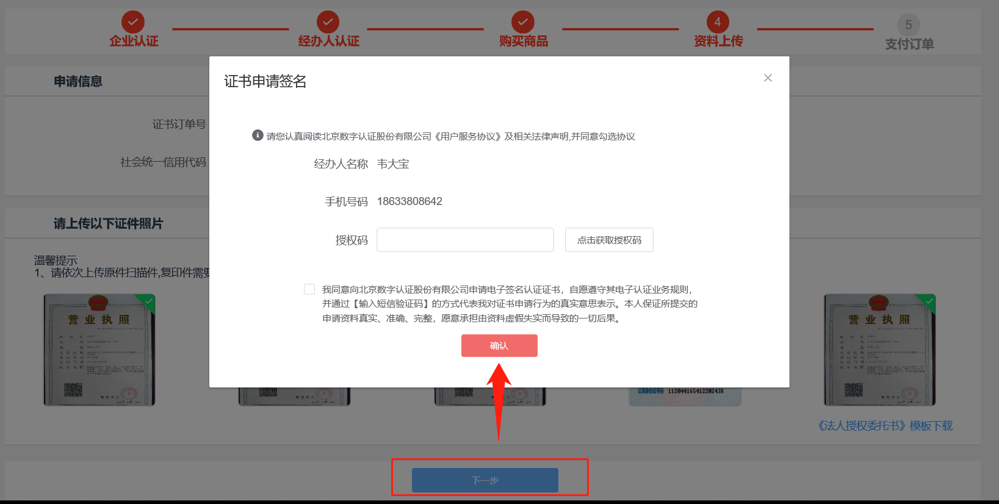 企业认证
经办人认证
购买商品
4
资料上传
5
支付订单
申请信息
证书订单号
社会统一信用代码
证书申请签名
请您认真阅读北京数字认证股份有限公司《用户服务协议》及相关法律声明,并同意勾选协议
经办人名称 韦大宝
手机号码 18633808642
授权码
点击获取授权码
我同意向北京数字认证股份有限公司申请电子签名认证证书，自愿遵守其电子认证业务规则，
并通过【输入短信验证码】的方式代表我对证书申请行为的真实意思表示。本人保证所提交的
申请资料真实、准确、完整，愿意承担由资料虚假失实而导致的一切后果。
确认
请上传以下证件照片
温馨提示
1、请依次上传原件扫描件,复印件需要
营业执照
营业执照
公民身份证号码 11204416541220243X
《法人授权委托书》模板下载
下一步